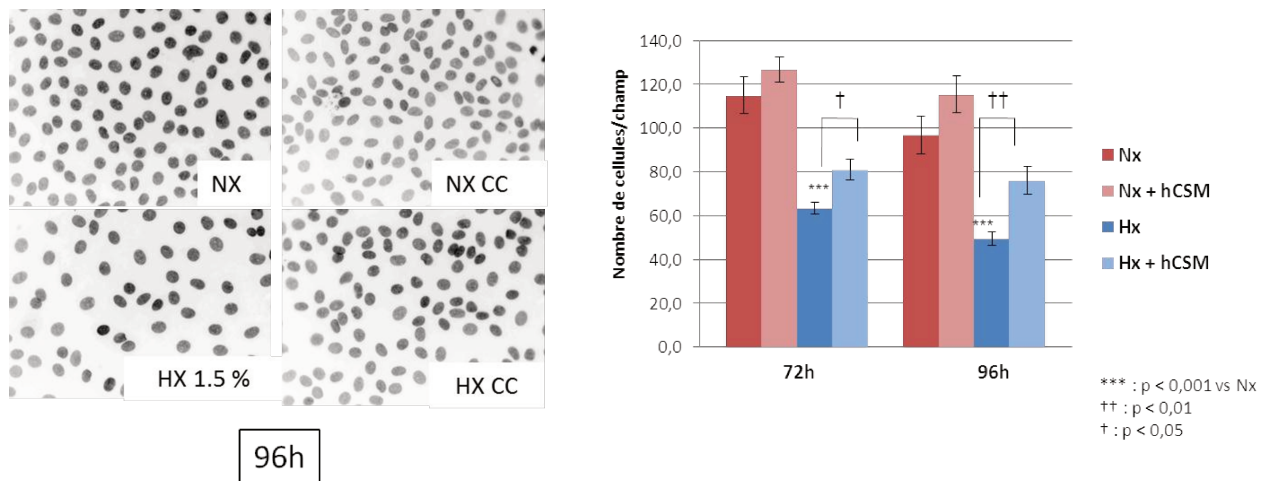 NX
NX CC
HX 1.5 %
HX CC
96h
Nombre de cellules/champ
140,0
120,0
100,0
80,0
60,0
40,0
20,0
0,0
†
††
***
***
72h
96h
Nx
Nx + hCSM
Hx
Hx + hCSM
*** : p < 0,001 vs Nx
†† : p < 0,01
† : p < 0,05